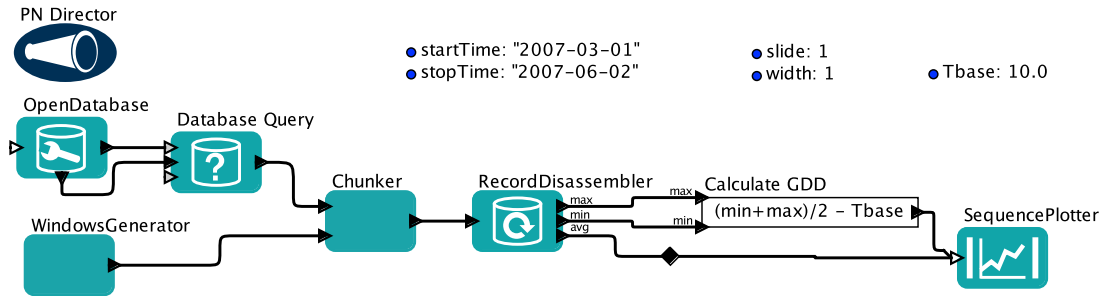 PN Director
startTime: "2007-03-01"
stopTime: "2007-06-02"
slide: 1
width: 1
Tbase: 10.0
OpenDatabase
Database Query
?
WindowsGenerator
Chunker
RecordDisassembler
max
min
avg
max
min
Calculate GDD
(min+max)/2 - Tbase
SequencePlotter